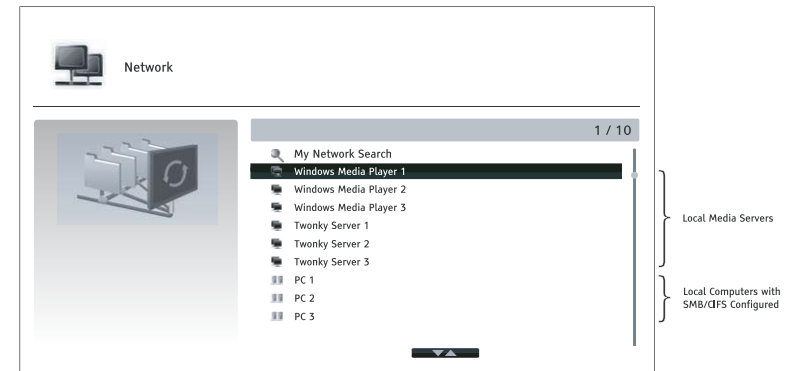 Network
1 / 10
My Network Search
Windows Media Player 1
Windows Media Player 2
Windows Media Player 3
Twonky Server 1
Twonky Server 2
Twonky Server 3
PC 1
PC 2
PC 3
Local Media Servers
Local Computers with
SMB/CIFS Configured